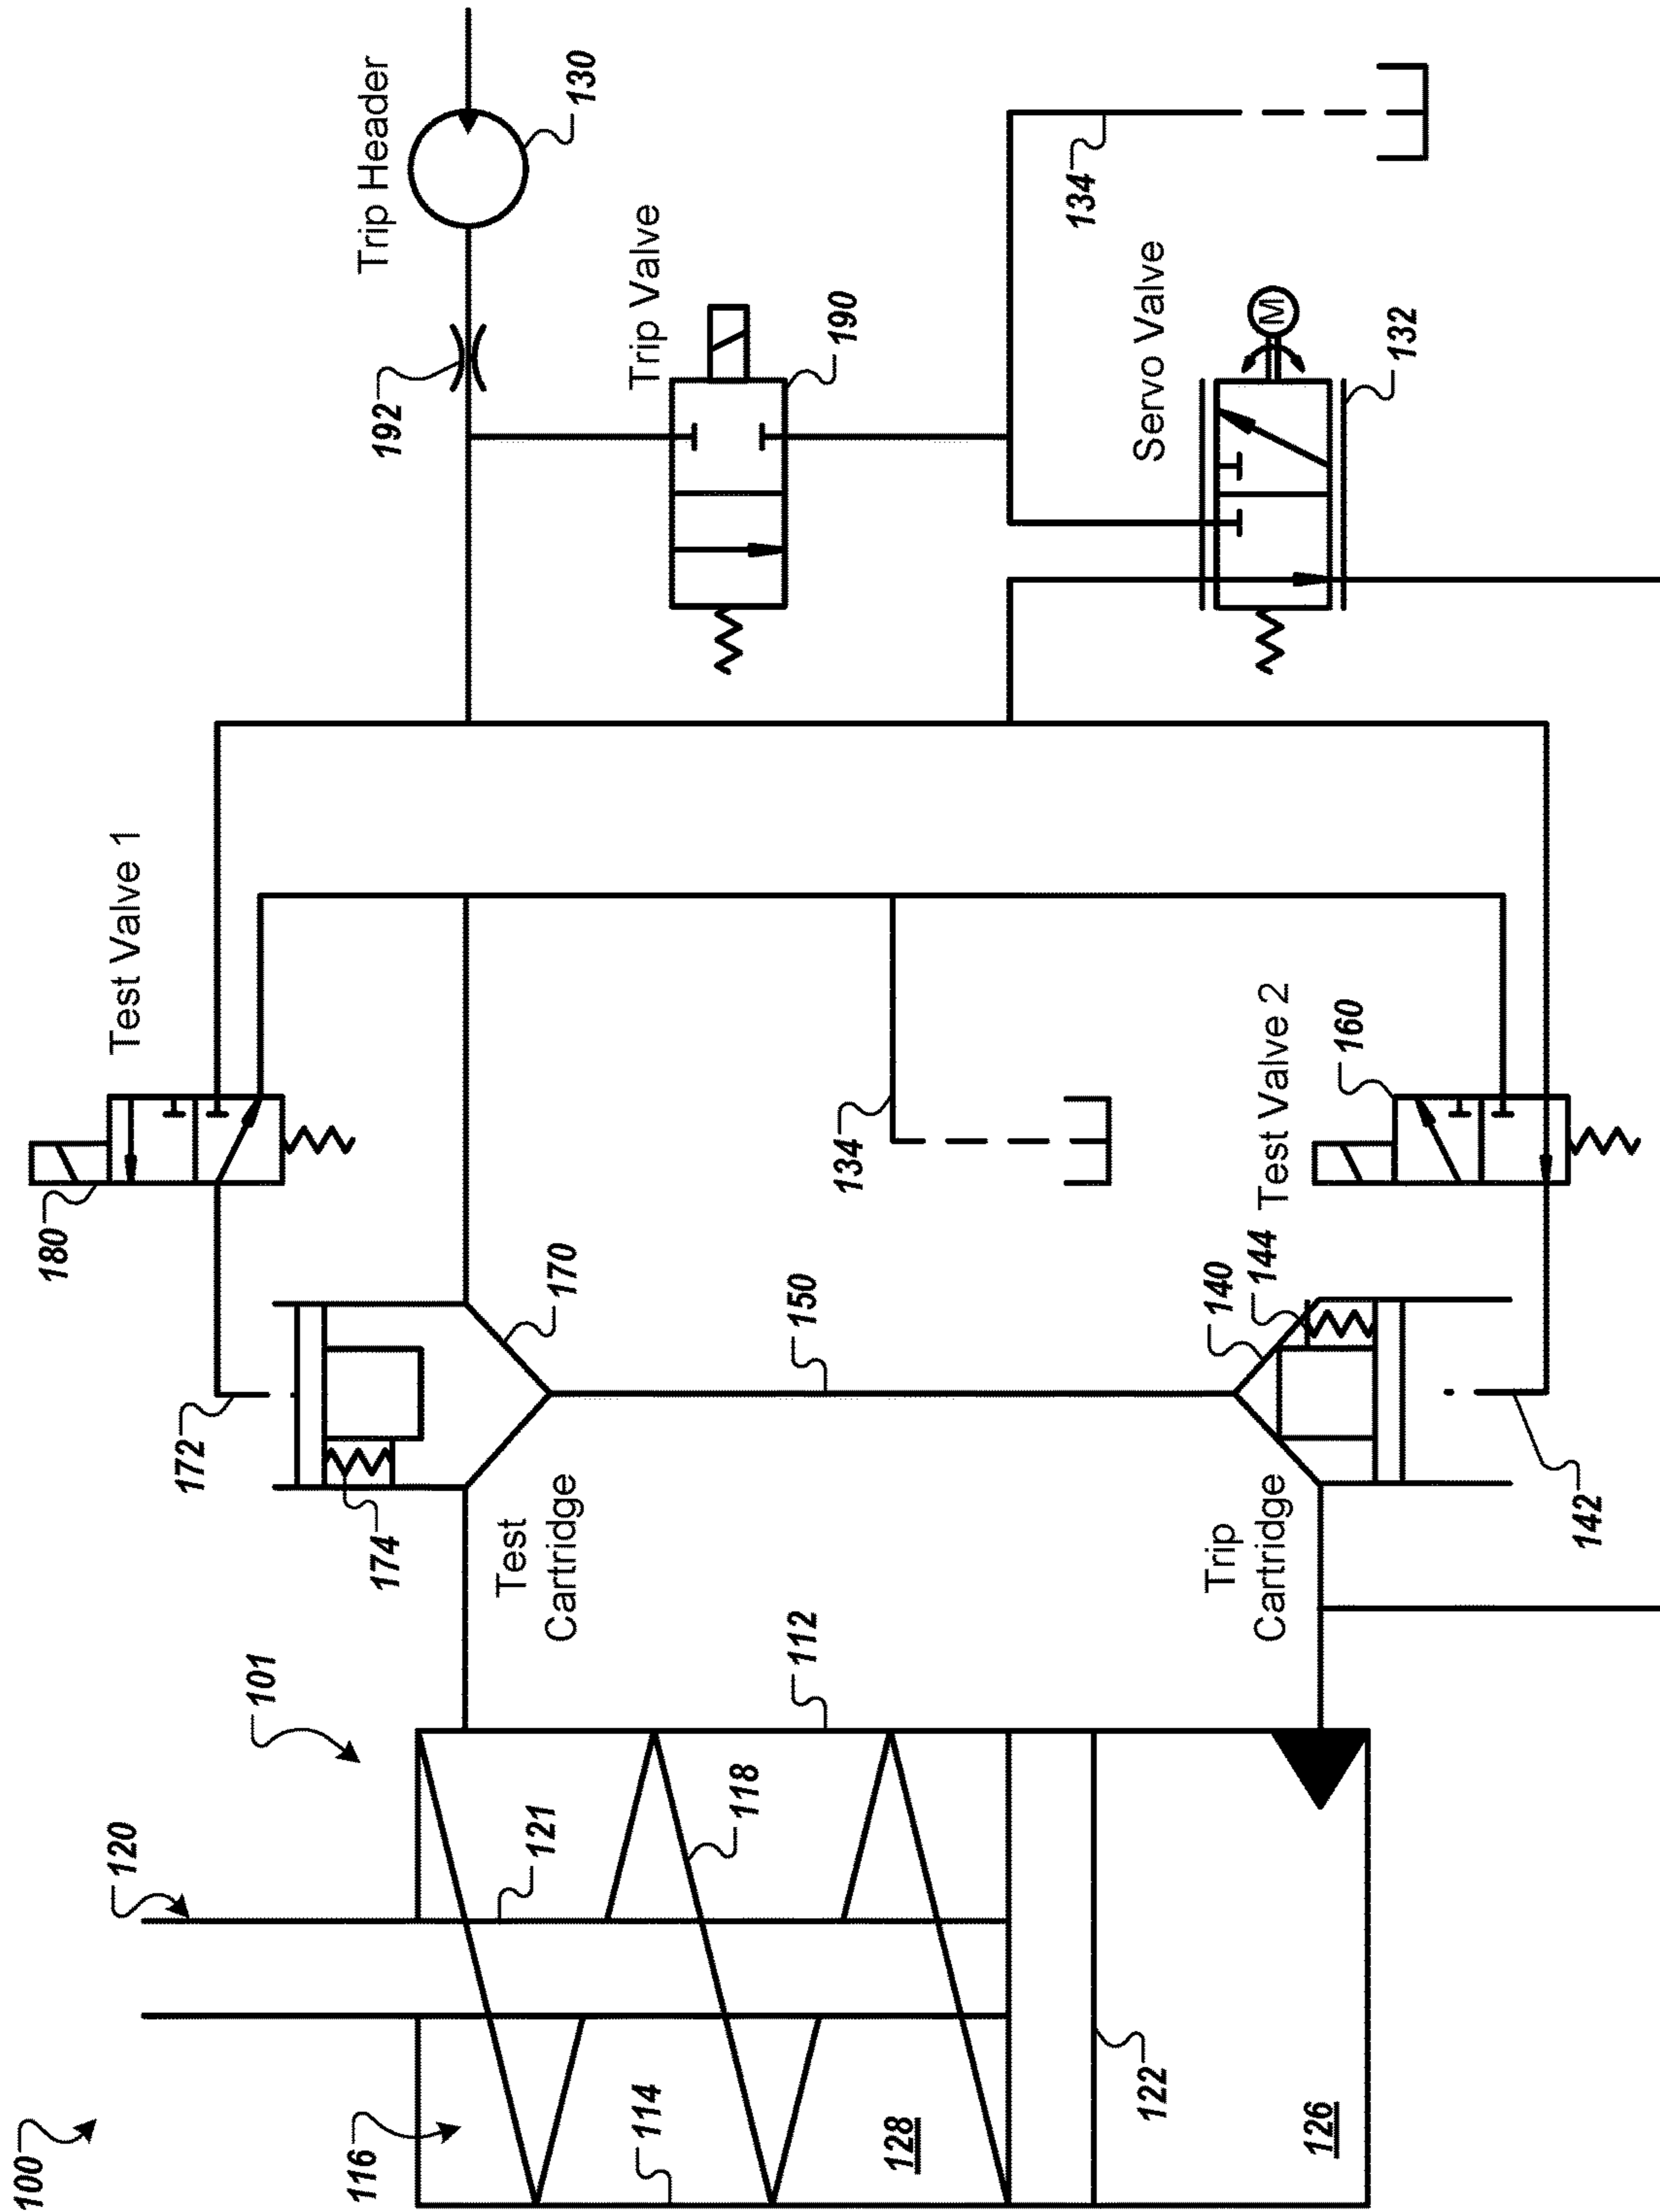 100
180
120
Test Valve 1
172
101
116
174
192
Trip Header
Test
Cartridge
121
170
130
114
Trip Valve
118
112
150
190
134
128
134
122
Servo Valve
Trip
Cartridge
140
144
Test Valve 2
M
126
160
132
142